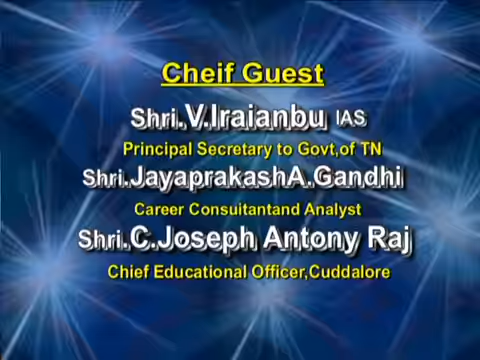 Cheif Guest
Shri.V.Iraianbu IAS
Principal Secretary to Govt,of TN
Shri.JayaprakashA.Gandhi
Career Consuitantand Analyst
Shri.C.Joseph Antony Raj
Chief Educational Officer,Cuddalore